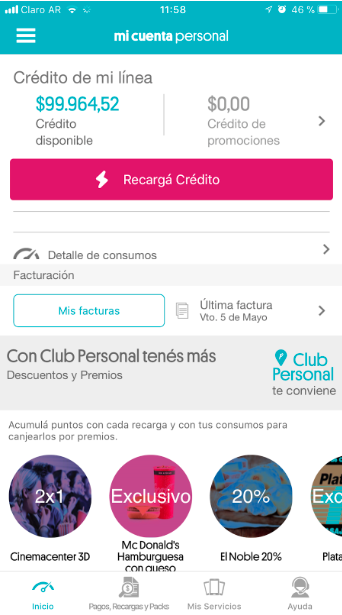 Claro AR 11:58 46 %
mi cuenta personal
Crédito de mi línea
$99.964,52 $0,00
Crédito Crédito de
disponible promociones
Recargá Crédito
Detalle de consumos
Facturación
Mis facturas
Última factura
Vto. 5 de Mayo
Con Club Personal tenés más
Descuentos y Premios
Club
Personal
te conviene
Acumulá puntos con cada recarga y con tus consumos para
canjearlos por premios.
2x1 Exclusivo 20% Exc
Cinemacenter 3D Mc Donald's El Noble 20% Plata
Hamburguesa
con queso
Inicio Pagos, Recargas y Packs Mis Servicios Ayuda